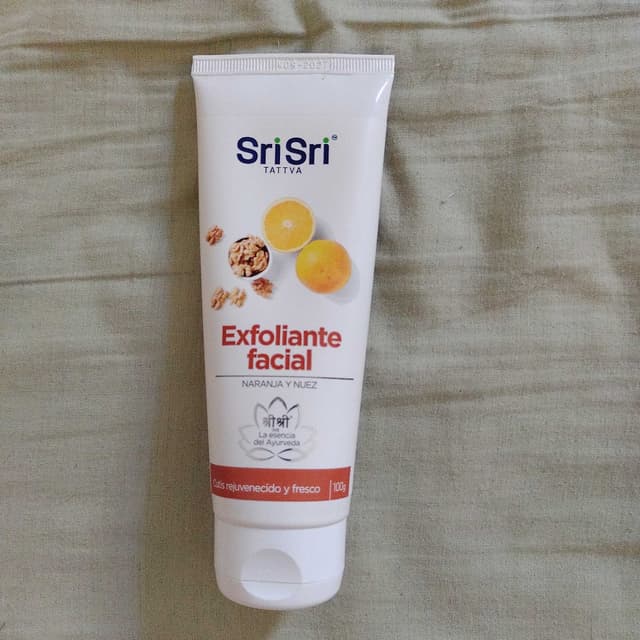 SriSri
TATTVA
Exfoliante
facial
NARANJA Y NUEZ
श्री श्री
La esencia
del Ayurveda
Cutis rejuvenecido y fresco
100g